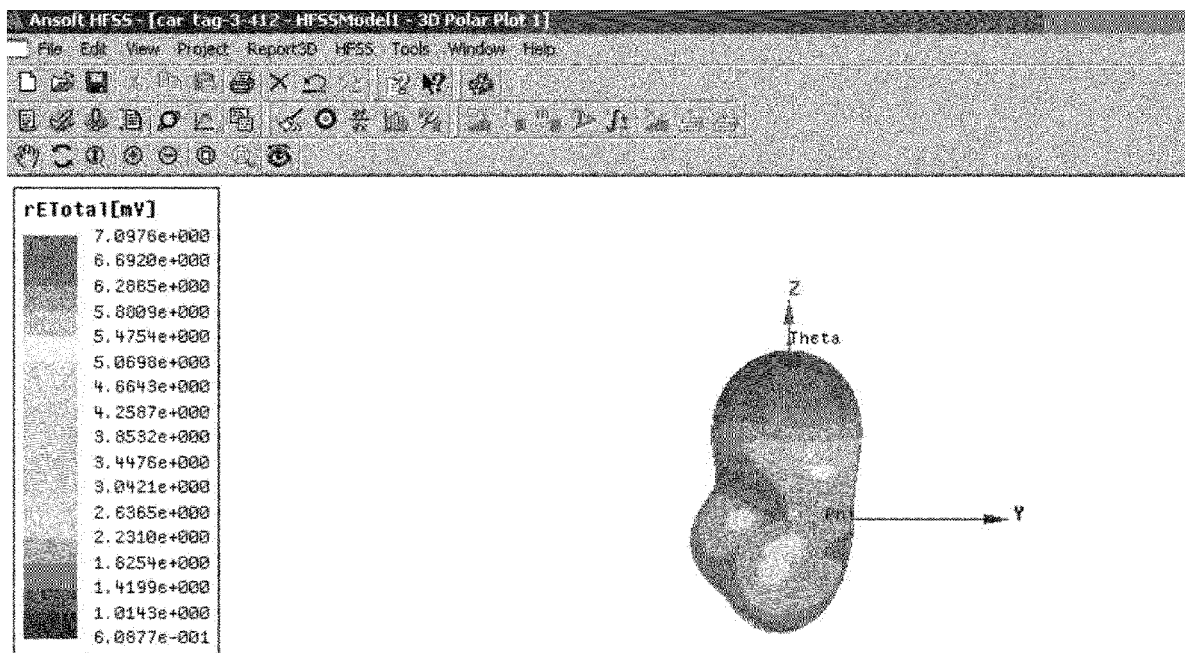 Ansoft HFSS - [car_tag-3-412 - HFSSModel1 - 3D Polar Plot 1]
File Edit View Project Report3D HFSS Tools Window Help
rETotal[mV]
7.0976e+000
6.6920e+000
6.2865e+000
5.8809e+000
5.4754e+000
5.0698e+000
4.6643e+000
4.2587e+000
3.8532e+000
3.4476e+000
3.0421e+000
2.6365e+000
2.2310e+000
1.8254e+000
1.4199e+000
1.0143e+000
6.0877e-001
Z
Theta
Phi
Y